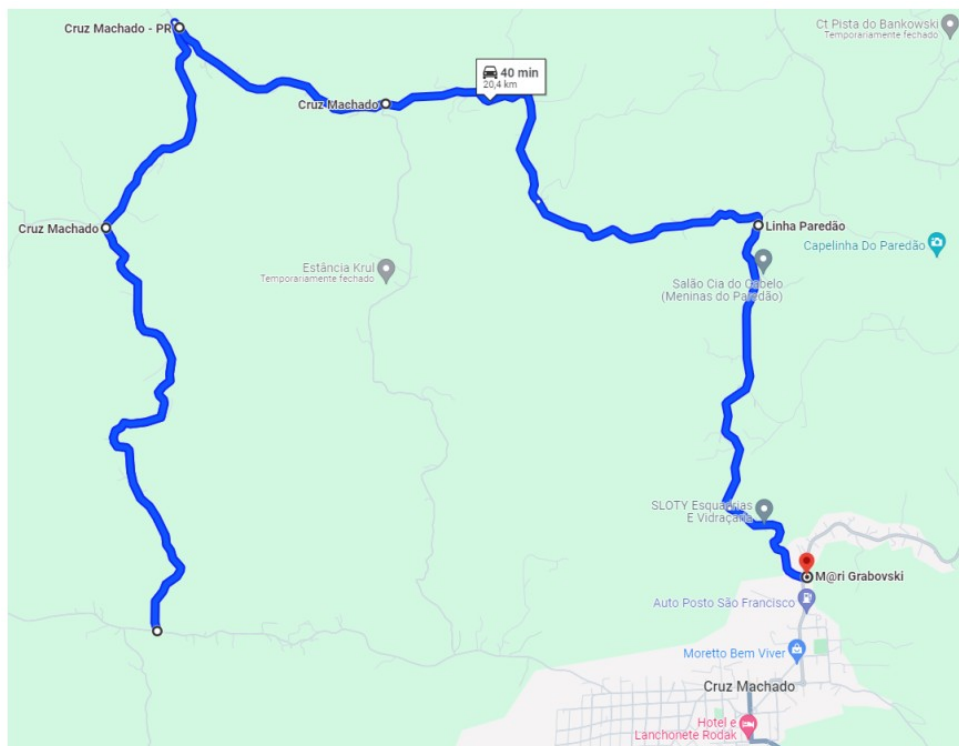 Cruz Machado - PR
Ct Pista do Bankowski
Temporariamente fechado
40 min
20,4 km
Cruz Machado
Cruz Machado
Linha Paredão
Capelinha Do Paredão
Estância Krul
Temporariamente fechado
Salão Cia do Cabelo
(Meninas do Paredão)
SLOTY Esquadrias
E Vidraçaria
M@ri Grabovski
Auto Posto São Francisco
Moretto Bem Viver
Cruz Machado
Hotel e
Lanchonete Rodak